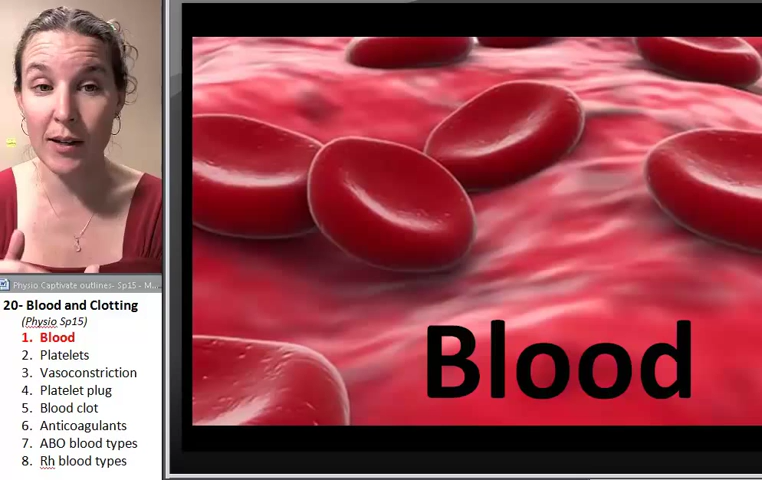 Physio Captivate outlines- Sp15 - M...
20- Blood and Clotting
(Physio Sp15)
1. Blood
2. Platelets
3. Vasoconstriction
4. Platelet plug
5. Blood clot
6. Anticoagulants
7. ABO blood types
8. Rh blood types
Blood